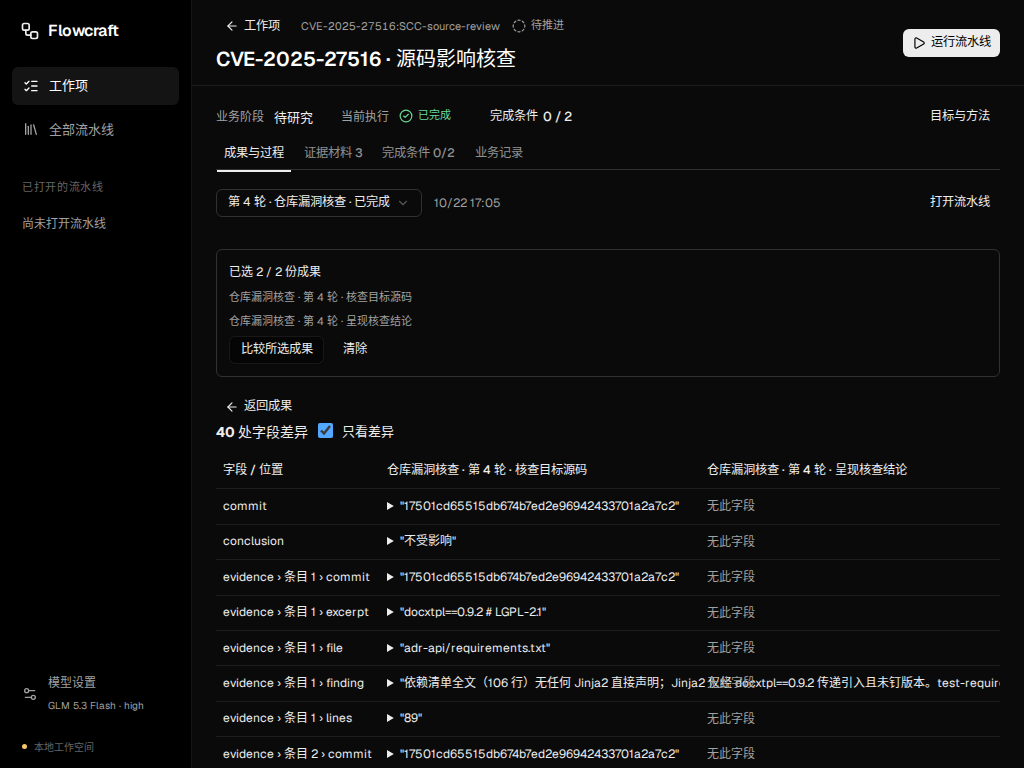 Flowcraft
工作项
全部流水线
已打开的流水线
尚未打开流水线
模型设置
GLM 5.3 Flash · high
本地工作空间
工作项 CVE-2025-27516:SCC-source-review 待推进
CVE-2025-27516 · 源码影响核查
运行流水线
业务阶段 待研究 当前执行 已完成 完成条件 0 / 2 目标与方法
成果与过程 证据材料 3 完成条件 0/2 业务记录
第 4 轮 · 仓库漏洞核查 · 已完成 10/22 17:05 打开流水线
已选 2 / 2 份成果
仓库漏洞核查 · 第 4 轮 · 核查目标源码
仓库漏洞核查 · 第 4 轮 · 呈现核查结论
比较所选成果 清除
返回成果
40 处字段差异 只看差异
字段 / 位置 仓库漏洞核查 · 第 4 轮 · 核查目标源码 仓库漏洞核查 · 第 4 轮 · 呈现核查结论
commit "17501cd65515db674b7ed2e96942433701a2a7c2" 无此字段
conclusion "不受影响" 无此字段
evidence › 条目 1 › commit "17501cd65515db674b7ed2e96942433701a2a7c2" 无此字段
evidence › 条目 1 › excerpt "docxtpl==0.9.2 # LGPL-2.1" 无此字段
evidence › 条目 1 › file "adr-api/requirements.txt" 无此字段
evidence › 条目 1 › finding "依赖清单全文（106 行）无任何 Jinja2 直接声明；Jinja2 仅经 docxtpl==0.9.2 传递引入且未钉版本。test-require
evidence › 条目 1 › lines "89" 无此字段
evidence › 条目 2 › commit "17501cd65515db674b7ed2e96942433701a2a7c2" 无此字段